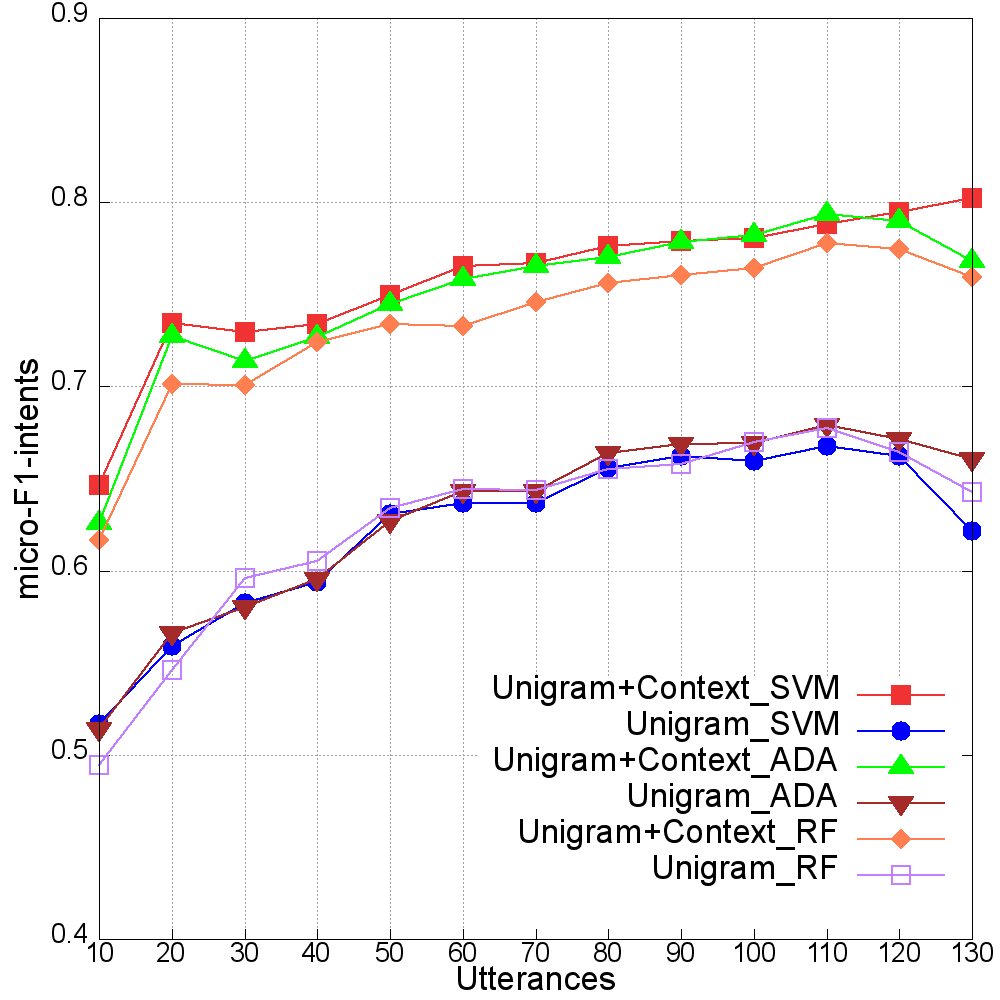 0.9
0.8
0.7
0.6
0.5
0.4
micro-F1-intents
Unigram+Context_SVM
Unigram_SVM
Unigram+Context_ADA
Unigram_ADA
Unigram+Context_RF
Unigram_RF
10 20 30 40 50 60 70 80 90 100 110 120 130
Utterances